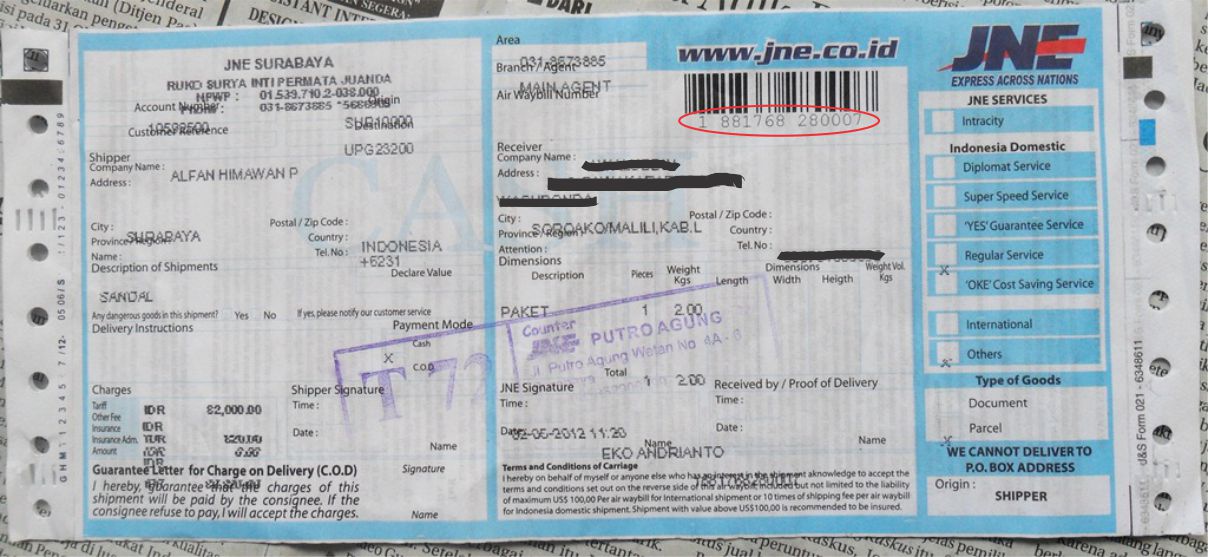 JNE SURABAYA
RUKO SURYA INTI PERMATA JUANDA
NPWP : 01.539.710.2-038.000
Phone : 031-8673885
Account Number
Origin
10598500
SUB10000
Customer Reference
Destination
UPG23200
Shipper
Company Name :
ALFAN HIMAWAN P
Address :
City :
Postal / Zip Code :
SURABAYA
Province / Region :
Country :
INDONESIA
Name :
Tel. No :
+6231
Description of Shipments
Declare Value
SANDAL
Any dangerous goods in this shipment? Yes No If yes, please notify our customer service
Delivery Instructions
Payment Mode
Cash
X
C.O.D
Charges
Shipper Signature
Tariff IDR 82,000.00
Time :
Other Fee IDR
Insurance IDR
Date :
Insurance Adm.
Amount
Name
Guarantee Letter for Charge on Delivery (C.O.D)
Signature
I hereby, guarantee that the charges of this
shipment will be paid by the consignee. If the
consignee refuse to pay, I will accept the charges.
Name
Area
031-8673885
Branch / Agent
MAIN AGENT
Air Waybill Number
www.jne.co.id
1 881768 280007
Receiver
Company Name :
Address :
City :
Postal / Zip Code :
SOROAKO/MALILI,KAB.L
Province / Region :
Country :
Attention :
Tel. No :
Dimensions
Description Pieces Weight Kgs Length Dimensions Width Heigth Weight Vol. Kgs
PAKET 1 2.00
Counter
JNE PUTRO AGUNG
Jl. Putro Agung Wetan No 4A - 6
T 72
Total
1 2.00
JNE Signature
Received by / Proof of Delivery
Time :
Time :
Date :
02-06-2012 11:20
Date :
Name
Name
EKO ANDRIANTO
Terms and Conditions of Carriage
I hereby on behalf of myself or anyone else who has an interest in the shipment aknowledge to accept the
terms and conditions set out on the reverse side of this air waybill included but not limited to the liability
of maximum US$ 100,00 Per air waybill for International shipment or 10 times of shipping fee per air waybill
for Indonesia domestic shipment. Shipment with value above US$100,00 is recommended to be insured.
1881768280007
JNE
EXPRESS ACROSS NATIONS
JNE SERVICES
Intracity
Indonesia Domestic
Diplomat Service
Super Speed Service
'YES' Guarantee Service
Regular Service
X
'OKE' Cost Saving Service
International
Others
X
Type of Goods
Document
Parcel
X
WE CANNOT DELIVER TO
P.O. BOX ADDRESS
Origin :
SHIPPER
d&S Form 021 - 6348611